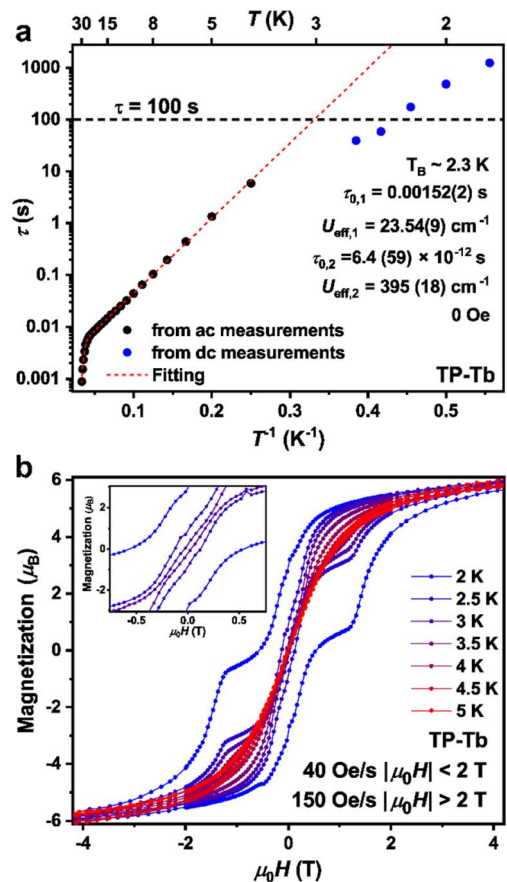 a
T (K)
30 15 8 5 3 2
1000
100
10
1
0.1
0.01
0.001
τ (s)
τ = 100 s
T_B ~ 2.3 K
τ_0,1 = 0.00152(2) s
U_eff,1 = 23.54(9) cm⁻¹
τ_0,2 =6.4 (59) × 10⁻¹² s
U_eff,2 = 395 (18) cm⁻¹
0 Oe
from ac measurements
from dc measurements
Fitting
TP-Tb
0.1 0.2 0.3 0.4 0.5
T⁻¹ (K⁻¹)
b
6
4
2
0
-2
-4
-6
Magnetization (μ_B)
Magnetization (μ_B)
2
0
-2
-0.5 0.0 0.5
μ₀H (T)
2 K
2.5 K
3 K
3.5 K
4 K
4.5 K
5 K
TP-Tb
40 Oe/s |μ₀H| < 2 T
150 Oe/s |μ₀H| > 2 T
-4 -2 0 2 4
μ₀H (T)